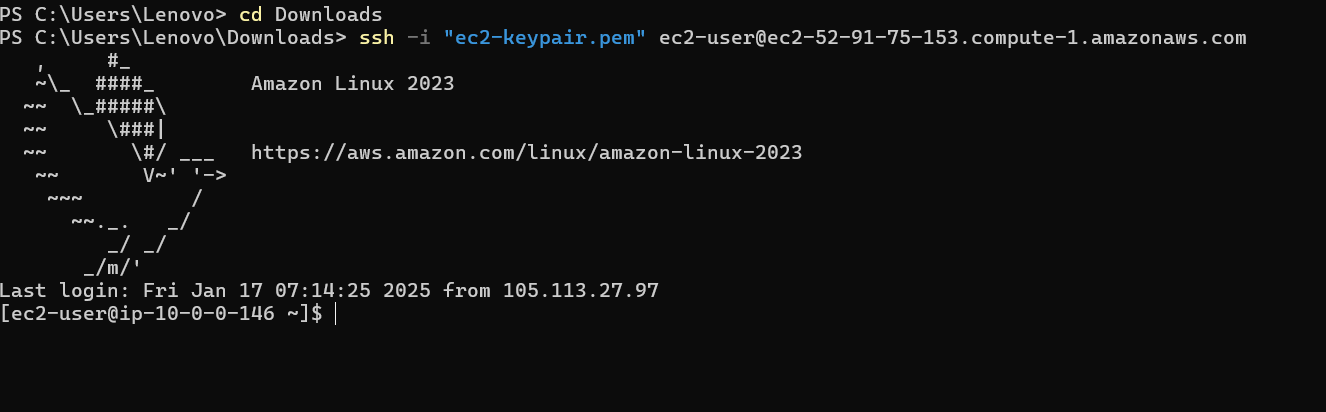 PS C:\Users\Lenovo> cd Downloads
PS C:\Users\Lenovo\Downloads> ssh -i "ec2-keypair.pem" ec2-user@ec2-52-91-75-153.compute-1.amazonaws.com
   ,     #_
   ~\_  ####_        Amazon Linux 2023
  ~~  \_#####\
  ~~     \###|
  ~~       \#/ ___   https://aws.amazon.com/linux/amazon-linux-2023
   ~~       V~' '->
    ~~~         /
      ~~._.   _/
         _/ _/
       _/m/'
Last login: Fri Jan 17 07:14:25 2025 from 105.113.27.97
[ec2-user@ip-10-0-0-146 ~]$